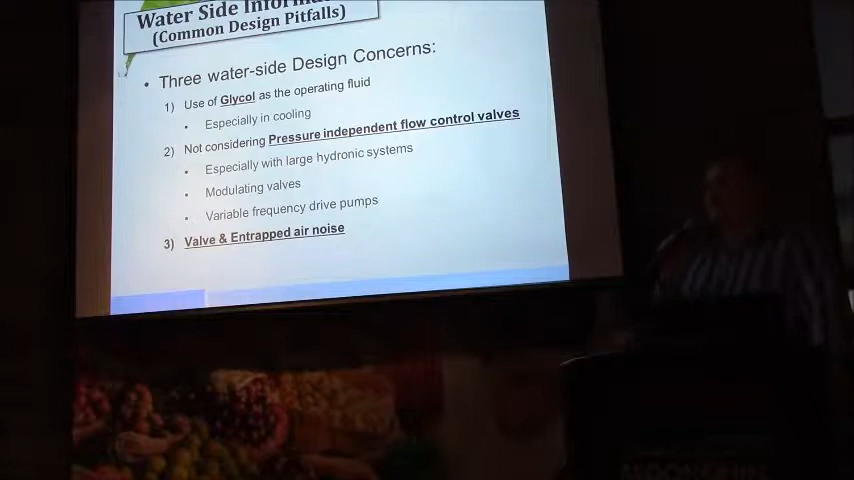 Water Side
(Common Design Pitfalls)
• Three water-side Design Concerns:
1) Use of Glycol as the operating fluid
• Especially in cooling
2) Not considering Pressure independent flow control valves
• Especially with large hydronic systems
• Modulating valves
• Variable frequency drive pumps
3) Valve & Entrapped air noise